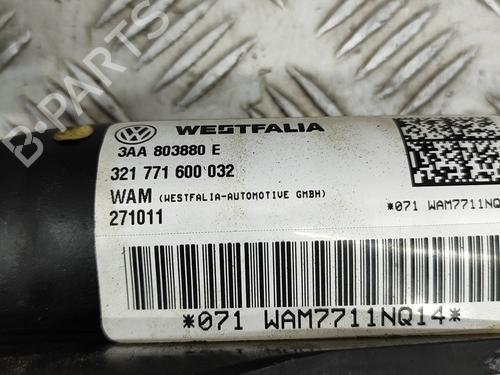 B-PARTS
WESTFALIA
3AA 803880 E
321 771 600 032
WAM (WESTFALIA-AUTOMOTIVE GMBH)
271011
*071 WAM7711NQ
*071 WAM7711NQ14*